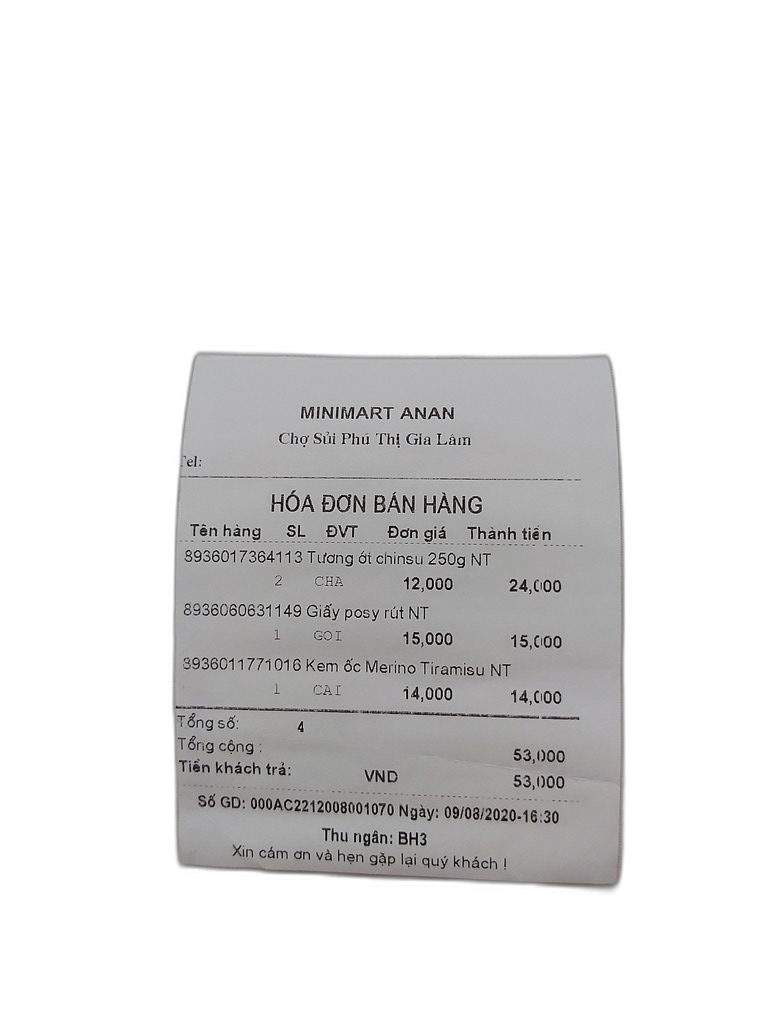 MINIMART ANAN
Chợ Sủi Phú Thị Gia Lâm
Tel:
HÓA ĐƠN BÁN HÀNG
Tên hàng SL ĐVT Đơn giá Thành tiền
8936017364113 Tương ớt chinsu 250g NT
2 CHA 12,000 24,000
8936060631149 Giấy posy rút NT
1 GOI 15,000 15,000
8936011771016 Kem ốc Merino Tiramisu NT
1 CAI 14,000 14,000
Tổng số: 4
Tổng cộng : 53,000
Tiền khách trả: VND 53,000
Số GD: 000AC2212008001070 Ngày: 09/08/2020-16:30
Thu ngân: BH3
Xin cám ơn và hẹn gặp lại quý khách !